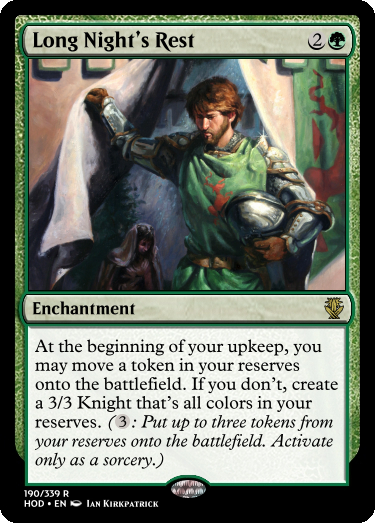 Long Night's Rest 2
Enchantment
At the beginning of your upkeep, you
may move a token in your reserves
onto the battlefield. If you don't, create
a 3/3 Knight that's all colors in your
reserves. (3: Put up to three tokens from
your reserves onto the battlefield. Activate
only as a sorcery.)
190/339 R
HOD • EN Ian Kirkpatrick